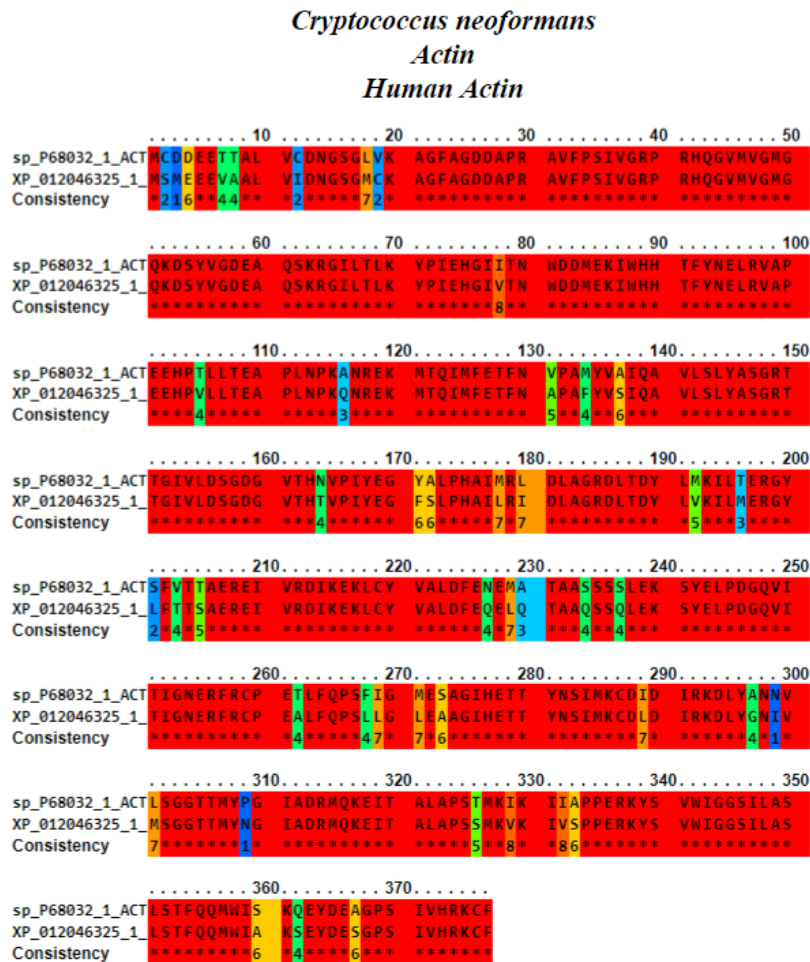 Cryptococcus neoformans
Actin
Human Actin
.........10.........20.........30.........40.........50
sp_P68032_1_ACT MCDDEETTAL VCDNGSGLVK AGFAGDDAPR AVFPSIVGRP RHQGVMVGMG
XP_012046325_1_ MSMEEEVAAL VIDNGSGMCK AGFAGDDAPR AVFPSIVGRP RHQGVMVGMG
Consistency *216**44** *2*****72* ********** ********** **********
.........60.........70.........80.........90.........100
sp_P68032_1_ACT QKDSYVGDEA QSKRGILTLK YPIEHGIITN WDDMEKIWHH TFYNELRVAP
XP_012046325_1_ QKDSYVGDEA QSKRGILTLK YPIEHGIVTN WDDMEKIWHH TFYNELRVAP
Consistency ********** ********** *******8** ********** **********
.........110.........120.........130.........140.........150
sp_P68032_1_ACT EEHPTLLTEA PLNPKANREK MTQIMFETFN VPAMYVAIQA VLSLYASGRT
XP_012046325_1_ EEHPVLLTEA PLNPKQNREK MTQIMFETFN APAFYVSIQA VLSLYASGRT
Consistency ****4***** *****3**** ********** 5**4**6*** **********
.........160.........170.........180.........190.........200
sp_P68032_1_ACT TGIVLDSGDG VTHNVPIYEG YALPHAIMRL DLAGRDLTDY LMKILTERGY
XP_012046325_1_ TGIVLDSGDG VTHTVPIYEG FSLPHAILRI DLAGRDLTDY LVKILMERGY
Consistency ********** ***4****** 66*****7*7 ********** *5***3****
.........210.........220.........230.........240.........250
sp_P68032_1_ACT SFVTTAEREI VRDIKEKLCY VALDFENEMA TAASSSSLEK SYELPDGQVI
XP_012046325_1_ LFTTSAEREI VRDIKEKLCY VALDFEQELQ TAAQSSQLEK SYELPDGQVI
Consistency 2*4*5***** ********** ******4*73 ***4**4*** **********
.........260.........270.........280.........290.........300
sp_P68032_1_ACT TIGNERFRCP ETLFQPSFIG MESAGIHETT YNSIMKCDID IRKDLYANNV
XP_012046325_1_ TIGNERFRCP EALFQPSLLG LEAAGIHETT YNSIMKCDLD IRKDLYGNIV
Consistency ********** *4*****47* 7*6******* ********7* ******4*1*
.........310.........320.........330.........340.........350
sp_P68032_1_ACT LSGGTTMYPG IADRMQKEIT ALAPSTMKIK IIAPPERKYS VWIGGSILAS
XP_012046325_1_ MSGGTTMYNG IADRMQKEIT ALAPSSMKVK IVSPPERKYS VWIGGSILAS
Consistency 7*******1* ********** *****5**8* *86******* **********
.........360.........370.......
sp_P68032_1_ACT LSTFQQMWIS KQEYDEAGPS IVHRKCF
XP_012046325_1_ LSTFQQMWIA KSEYDESGPS IVHRKCF
Consistency *********6 *4****6*** *******